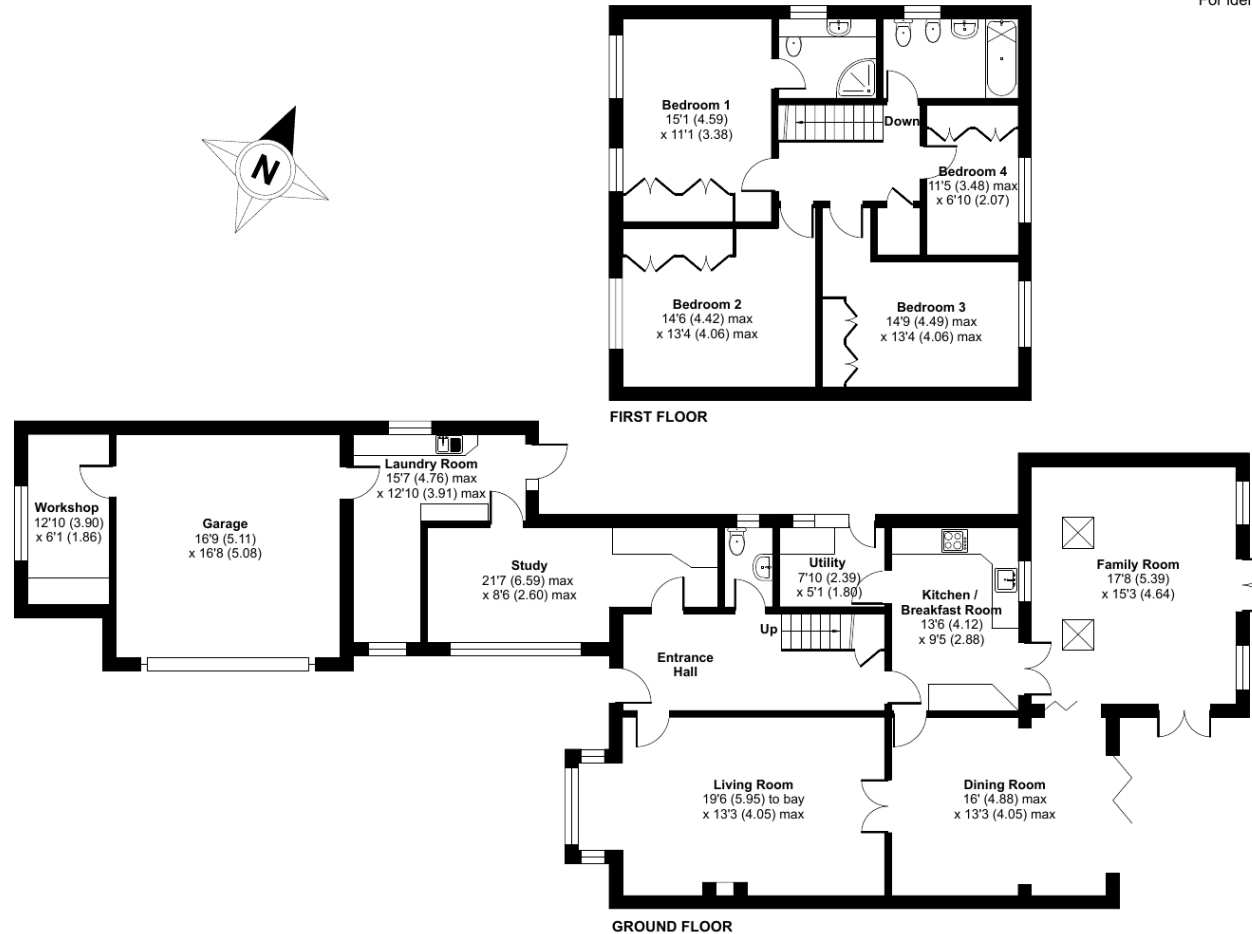 For iden
N
Bedroom 1
15'1 (4.59)
x 11'1 (3.38)
Down
Bedroom 4
11'5 (3.48) max
x 6'10 (2.07)
Bedroom 2
14'6 (4.42) max
x 13'4 (4.06) max
Bedroom 3
14'9 (4.49) max
x 13'4 (4.06) max
FIRST FLOOR
Laundry Room
15'7 (4.76) max
x 12'10 (3.91) max
Workshop
12'10 (3.90)
x 6'1 (1.86)
Garage
16'9 (5.11)
x 16'8 (5.08)
Study
21'7 (6.59) max
x 8'6 (2.60) max
Utility
7'10 (2.39)
x 5'1 (1.80)
Kitchen /
Breakfast Room
13'6 (4.12)
x 9'5 (2.88)
Family Room
17'8 (5.39)
x 15'3 (4.64)
Up
Entrance
Hall
Living Room
19'6 (5.95) to bay
x 13'3 (4.05) max
Dining Room
16' (4.88) max
x 13'3 (4.05) max
GROUND FLOOR